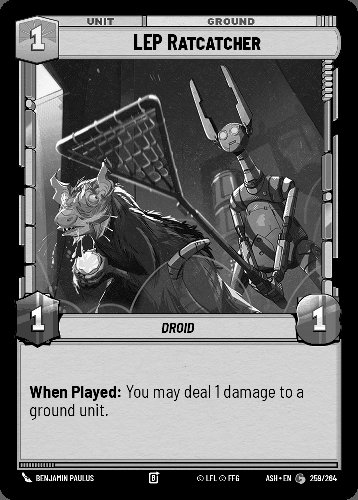 UNIT GROUND
1 LEP RATCATCHER
1 1
DROID
When Played: You may deal 1 damage to a
ground unit.
BENJAMIN PAULUS © LFL © FFG ASH • EN 259/264